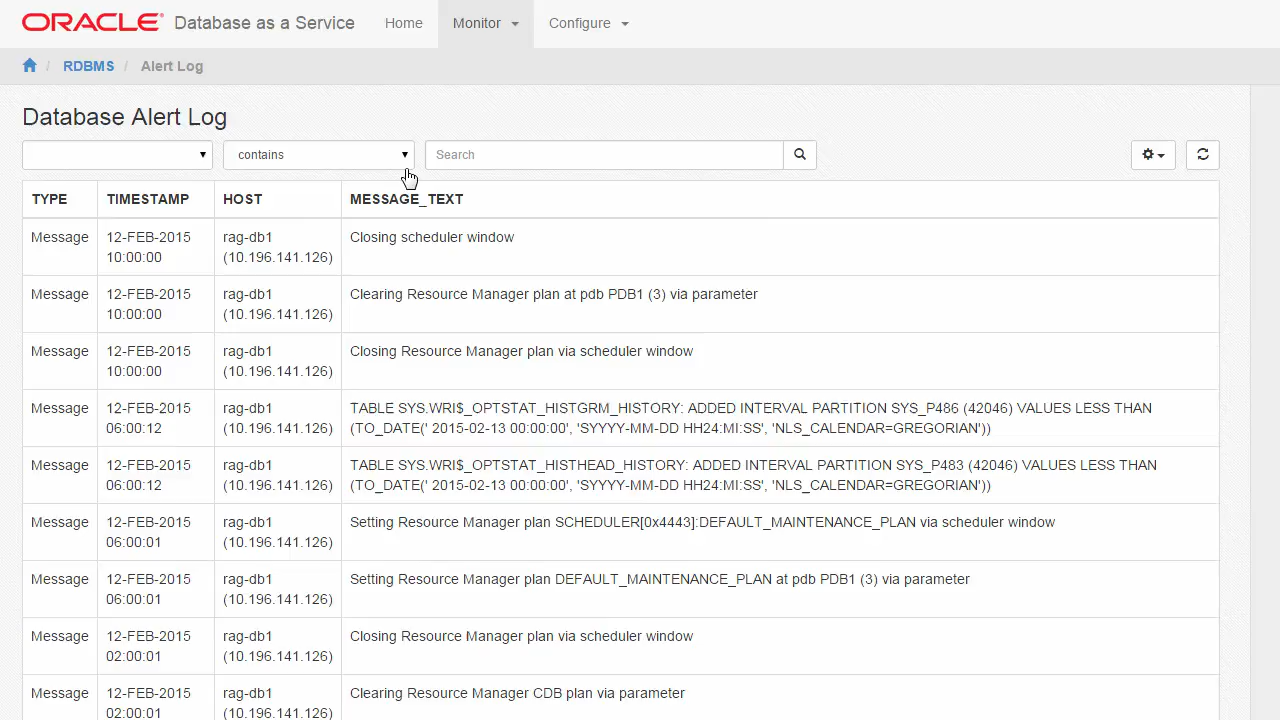 ORACLE Database as a Service Home Monitor Configure
/ RDBMS / Alert Log
Database Alert Log
contains Search
TYPE TIMESTAMP HOST MESSAGE_TEXT
Message 12-FEB-2015 rag-db1 Closing scheduler window
10:00:00 (10.196.141.126)
Message 12-FEB-2015 rag-db1 Clearing Resource Manager plan at pdb PDB1 (3) via parameter
10:00:00 (10.196.141.126)
Message 12-FEB-2015 rag-db1 Closing Resource Manager plan via scheduler window
10:00:00 (10.196.141.126)
Message 12-FEB-2015 rag-db1 TABLE SYS.WRI$_OPTSTAT_HISTGRM_HISTORY: ADDED INTERVAL PARTITION SYS_P486 (42046) VALUES LESS THAN
06:00:12 (10.196.141.126) (TO_DATE(' 2015-02-13 00:00:00', 'SYYYY-MM-DD HH24:MI:SS', 'NLS_CALENDAR=GREGORIAN'))
Message 12-FEB-2015 rag-db1 TABLE SYS.WRI$_OPTSTAT_HISTHEAD_HISTORY: ADDED INTERVAL PARTITION SYS_P483 (42046) VALUES LESS THAN
06:00:12 (10.196.141.126) (TO_DATE(' 2015-02-13 00:00:00', 'SYYYY-MM-DD HH24:MI:SS', 'NLS_CALENDAR=GREGORIAN'))
Message 12-FEB-2015 rag-db1 Setting Resource Manager plan SCHEDULER[0x4443]:DEFAULT_MAINTENANCE_PLAN via scheduler window
06:00:01 (10.196.141.126)
Message 12-FEB-2015 rag-db1 Setting Resource Manager plan DEFAULT_MAINTENANCE_PLAN at pdb PDB1 (3) via parameter
06:00:01 (10.196.141.126)
Message 12-FEB-2015 rag-db1 Closing Resource Manager plan via scheduler window
02:00:01 (10.196.141.126)
Message 12-FEB-2015 rag-db1 Clearing Resource Manager CDB plan via parameter
02:00:01 (10.196.141.126)